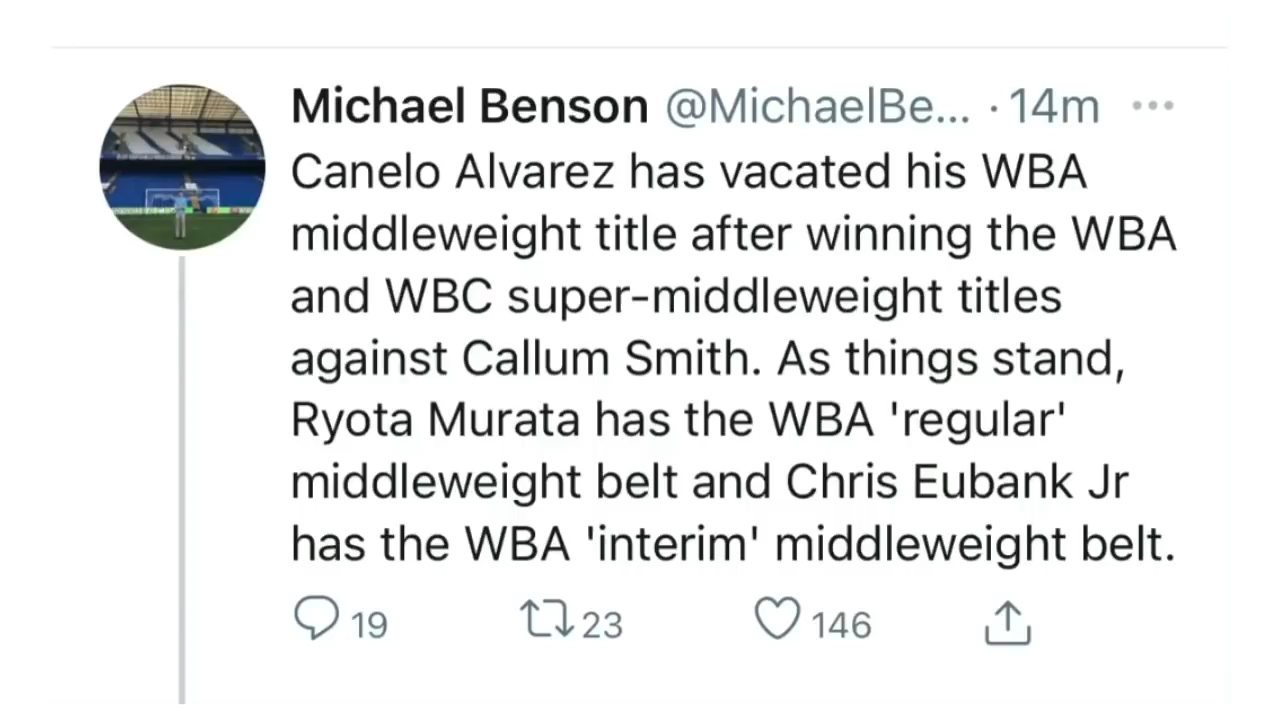 Michael Benson @MichaelBe... · 14m
Canelo Alvarez has vacated his WBA
middleweight title after winning the WBA
and WBC super-middleweight titles
against Callum Smith. As things stand,
Ryota Murata has the WBA 'regular'
middleweight belt and Chris Eubank Jr
has the WBA 'interim' middleweight belt.
19 23 146